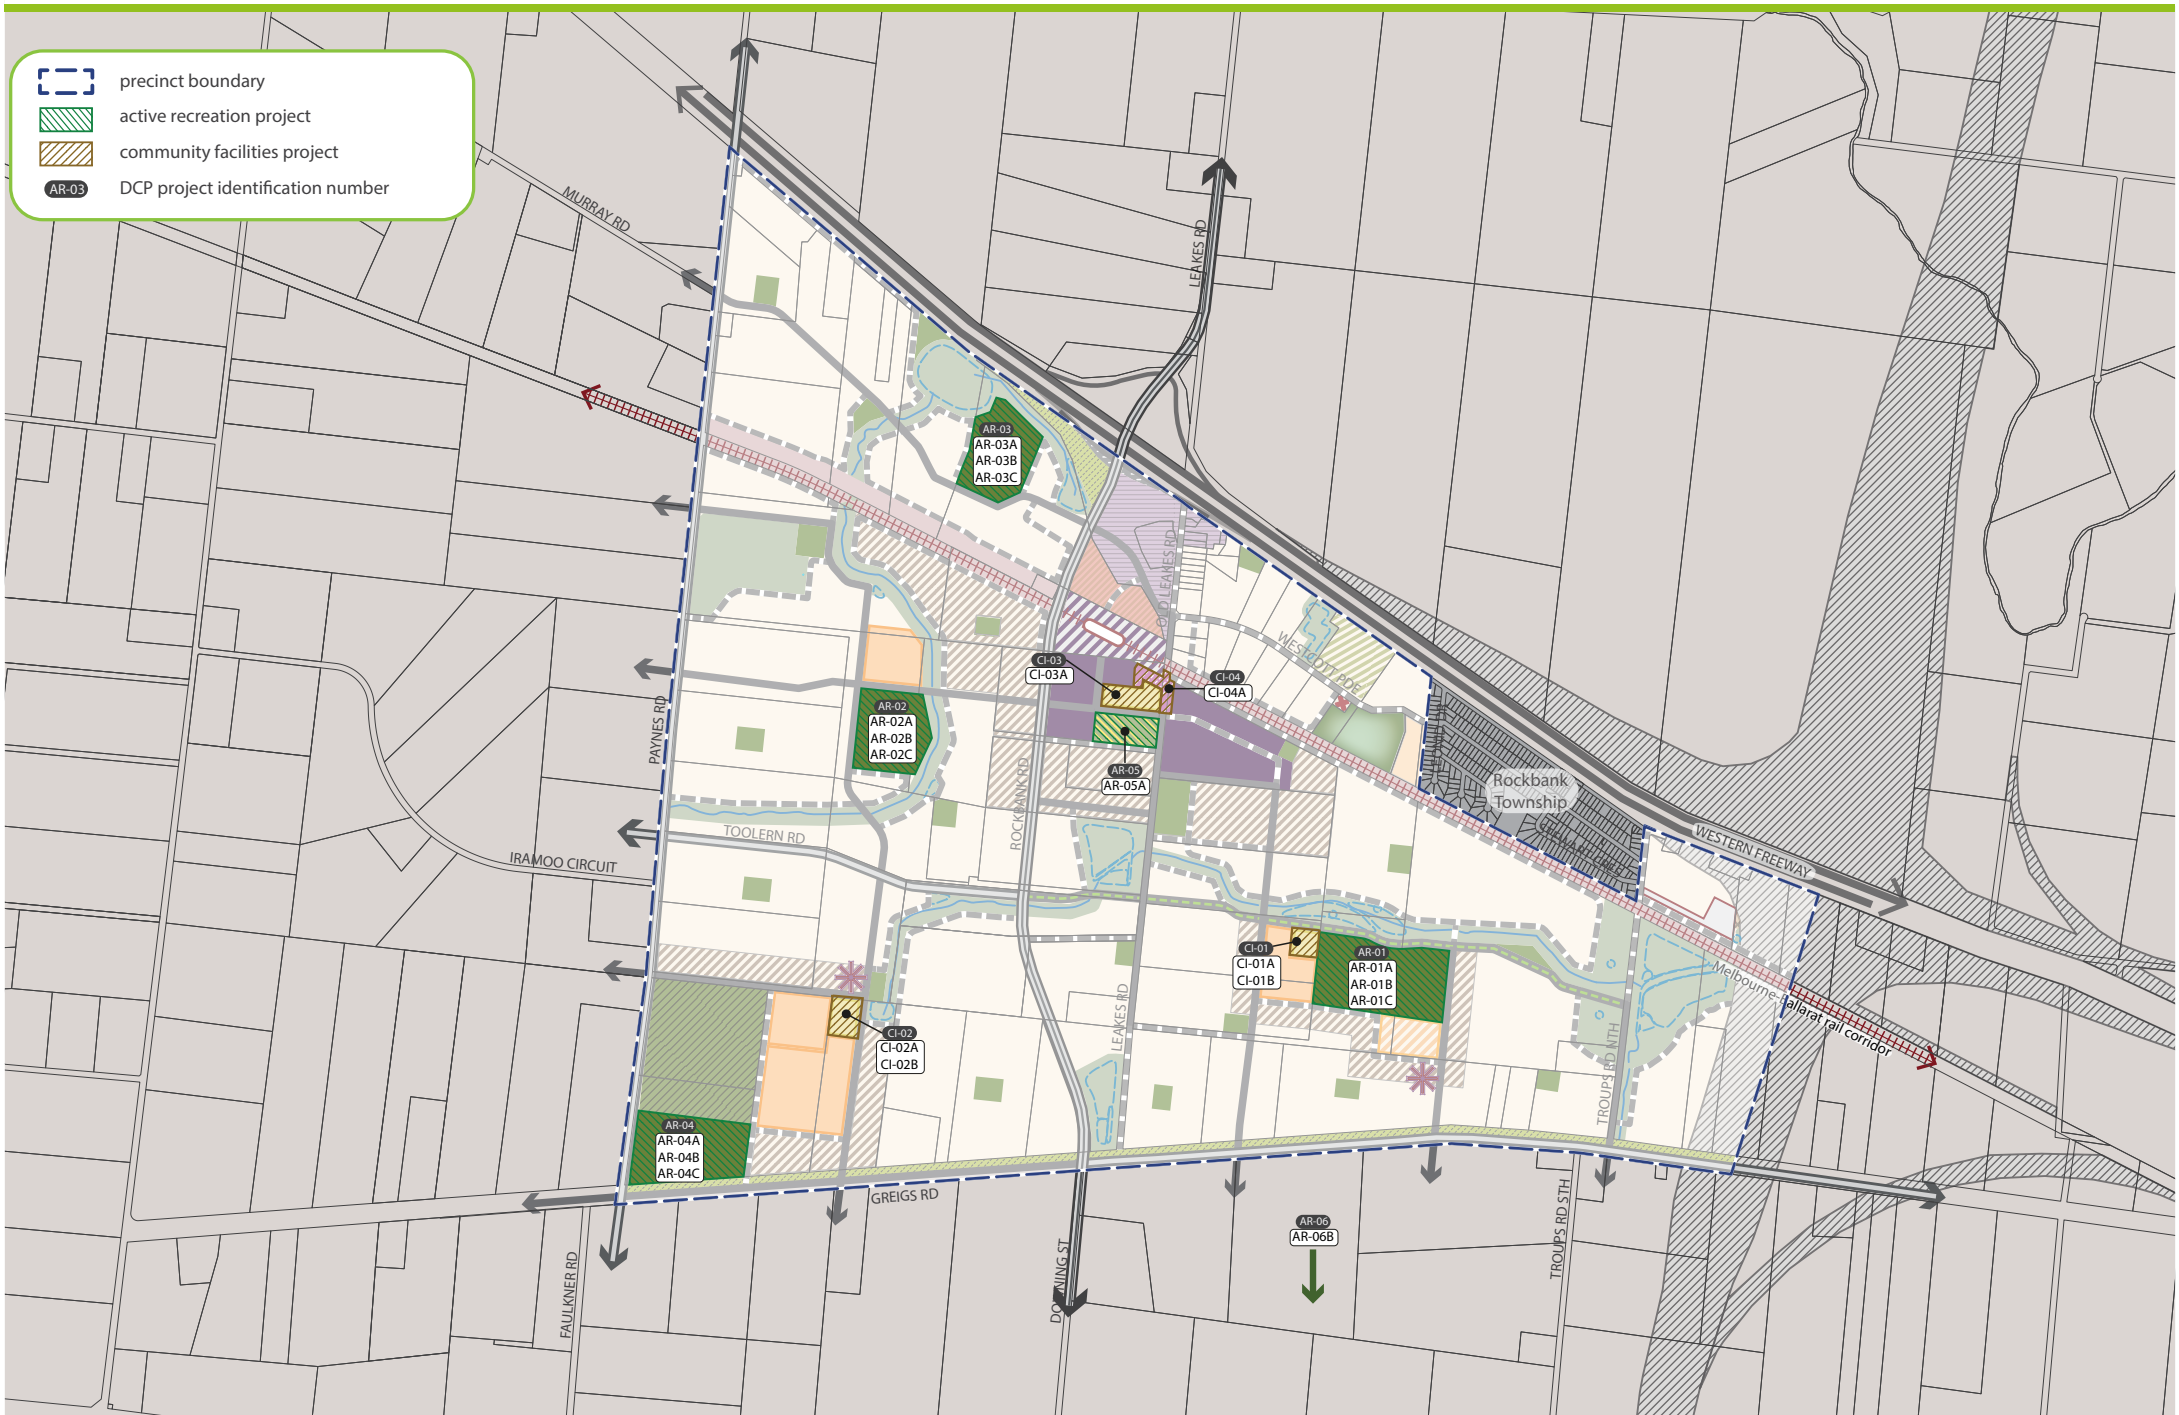 precinct boundary
active recreation project
community facilities project
AR-03
DCP project identification number
MURRAY RD
LEAKES RD
AR-03
AR-03A
AR-03B
AR-03C
OLD LEAKES RD
WESTCOTT PDE
CI-03
CI-03A
CI-04
CI-04A
PAYNES RD
AR-02
AR-02A
AR-02B
AR-02C
AR-05
AR-05A
ROCKBANK RD
Rockbank
Township
WESTERN FREEWAY
TOOLERN RD
IRAMOO CIRCUIT
CI-01
CI-01A
CI-01B
AR-01
AR-01A
AR-01B
AR-01C
Melbourne-Ballarat rail corridor
LEAKES RD
CI-02
CI-02A
CI-02B
TROUPS RD NTH
AR-04
AR-04A
AR-04B
AR-04C
GREIGS RD
AR-06
AR-06B
TROUPS RD STH
FAULKNER RD
DOWNING ST